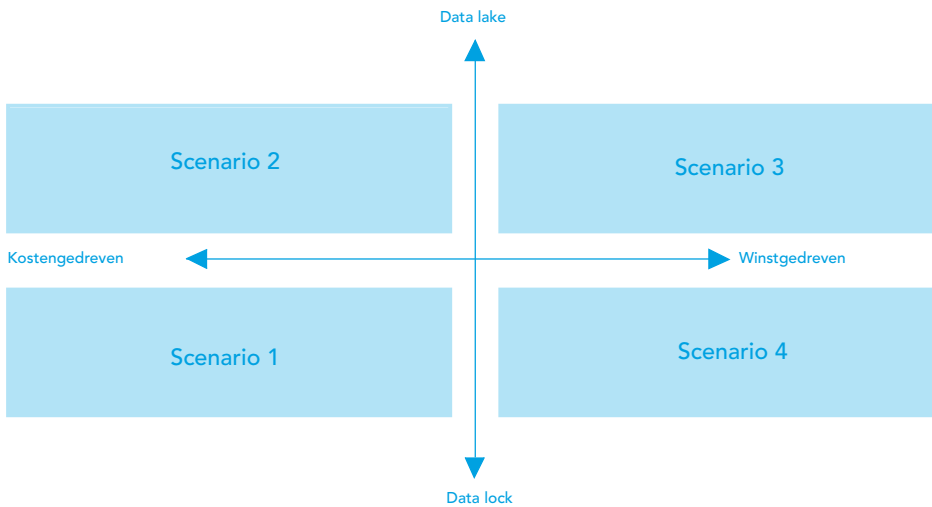 Data lake
Scenario 2
Scenario 3
Kostengedreven
Winstgedreven
Scenario 1
Scenario 4
Data lock